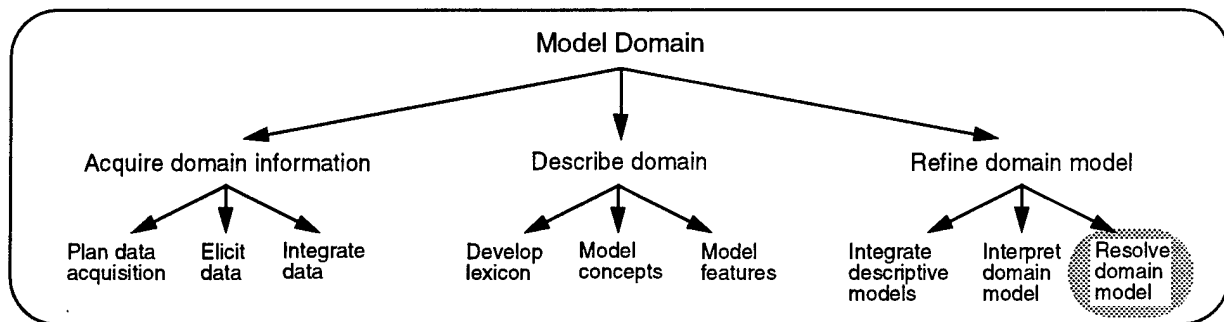 Model Domain
Acquire domain information
Describe domain
Refine domain model
Plan data
acquisition
Elicit
data
Integrate
data
Develop
lexicon
Model
concepts
Model
features
Integrate
descriptive
models
Interpret
domain
model
Resolve
domain
model